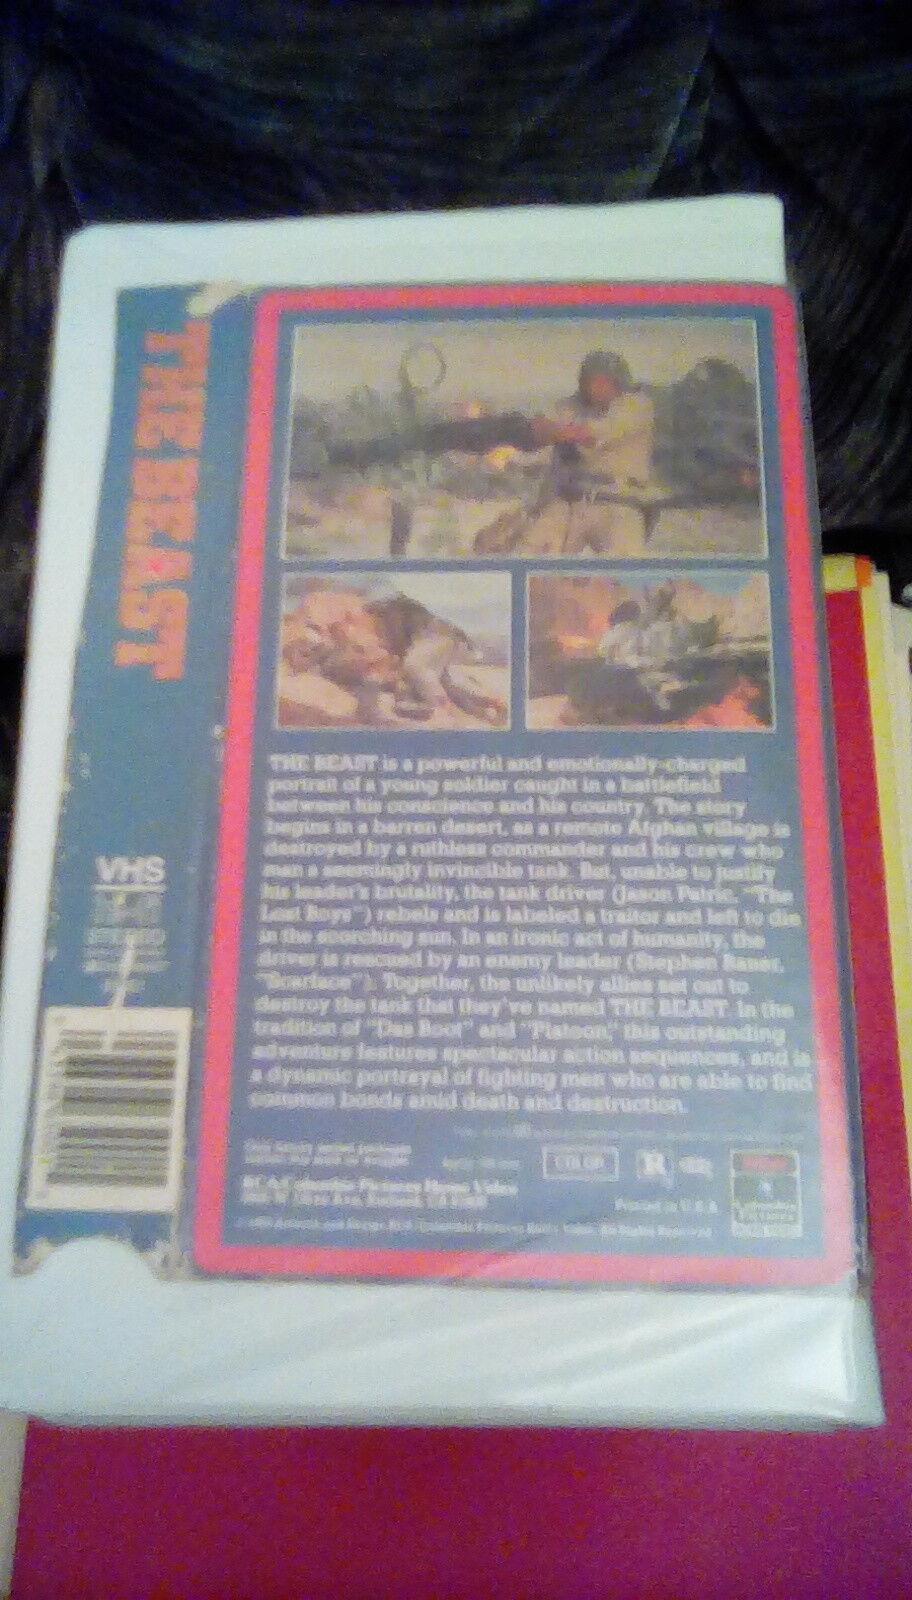 THE BEAST
THE BEAST is a powerful and emotionally-charged
portrait of a young soldier caught in a battlefield
between his conscience and his country. The story
begins in a barren desert, as a remote Afghan village is
destroyed by a ruthless commander and his crew who
man a seemingly invincible tank. But, unable to justify
his leader's brutality, the tank driver (Jason Patric, "The
Lost Boys") rebels and is labeled a traitor and left to die
in the scorching sun. In an ironic act of humanity, the
driver is rescued by an enemy leader (Stephen Bauer,
"Scarface"). Together, the unlikely allies set out to
destroy the tank that they've named THE BEAST. In the
tradition of "Das Boot" and "Platoon," this outstanding
adventure features spectacular action sequences, and is
a dynamic portrayal of fighting men who are able to find
common bonds amid death and destruction.
VHS
COLOR
R
RCA/Columbia Pictures Home Video
Printed in U.S.A.